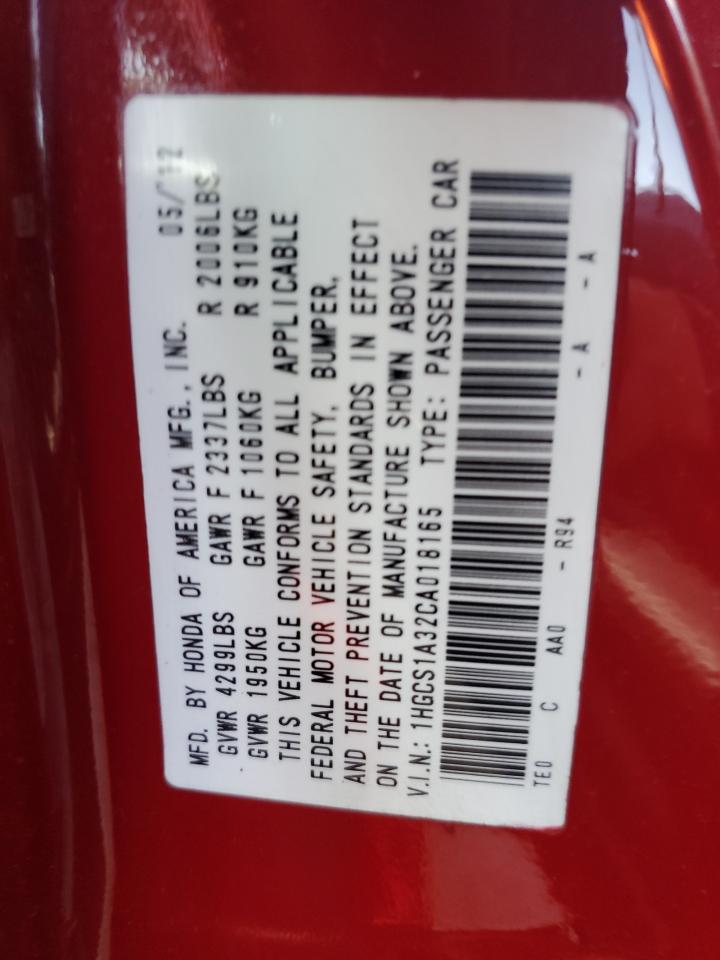 MFD. BY HONDA OF AMERICA MFG., INC. 05/12
GVWR 4299LBS GAWR F 2337LBS R 2006LBS
GVWR 1950KG GAWR F 1060KG R 910KG
THIS VEHICLE CONFORMS TO ALL APPLICABLE
FEDERAL MOTOR VEHICLE SAFETY, BUMPER,
AND THEFT PREVENTION STANDARDS IN EFFECT
ON THE DATE OF MANUFACTURE SHOWN ABOVE.
V.I.N.: 1HGCS1A32CA018165 TYPE: PASSENGER CAR
TE0 C AA0 - R94 - A - A